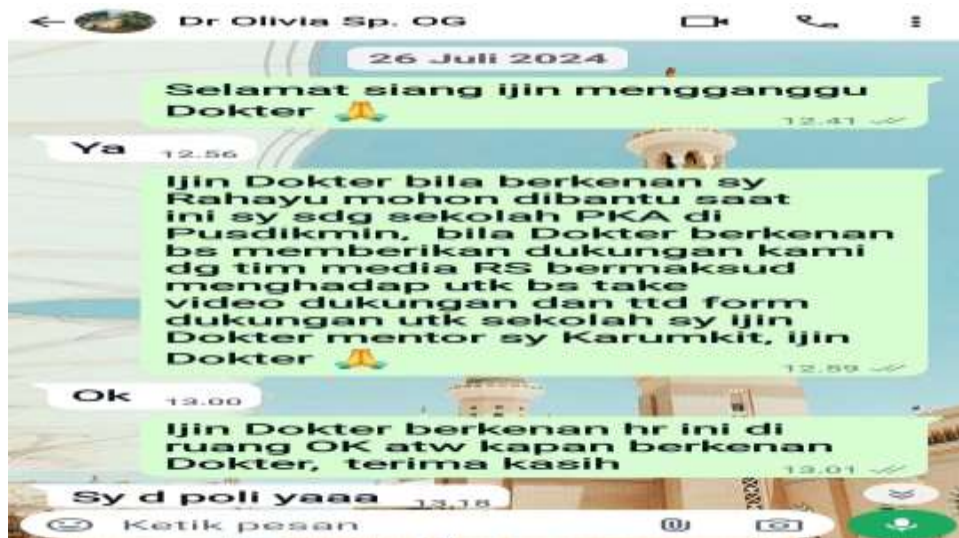 Dr Olivia Sp. OG
26 Juli 2024
Selamat siang ijin mengganggu
Dokter 🙏
12.41
Ya 12.56
Ijin Dokter bila berkenan sy
Rahayu mohon dibantu saat
ini sy sdg sekolah PKA di
Pusdikmin, bila Dokter berkenan
bs memberikan dukungan kami
dg tim media RS bermaksud
menghadap utk bs take
video dukungan dan ttd form
dukungan utk sekolah sy ijin
Dokter mentor sy Karumkit, ijin
Dokter 🙏
12.59
Ok 13.00
Ijin Dokter berkenan hr ini di
ruang OK atw kapan berkenan
Dokter, terima kasih
13.01
Sy d poli yaaa 13.18
Ketik pesan